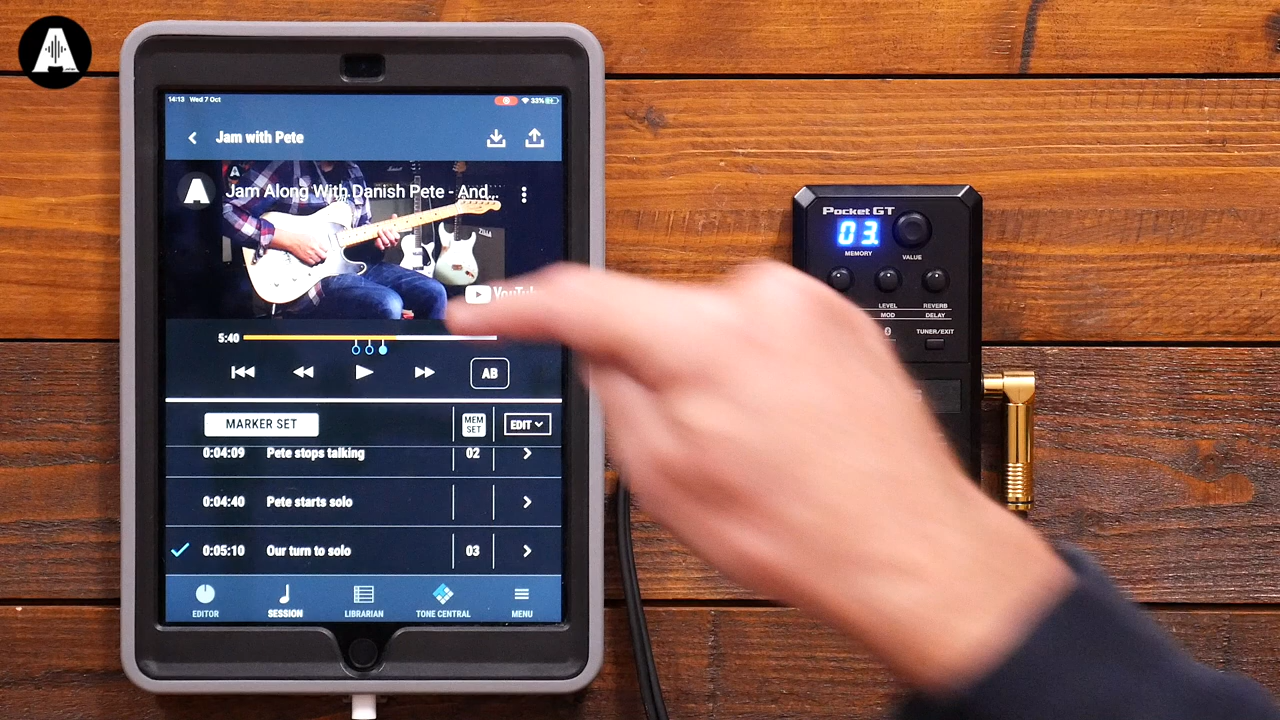 A
14:13 Wed 7 Oct
33%
Jam with Pete
A
A
Jam Along With Danish Pete - And...
YouTub
5:40
AB
MARKER SET
MEM SET
EDIT
0:04:09 Pete stops talking 02
0:04:40 Pete starts solo
0:05:10 Our turn to solo 03
EDITOR
SESSION
LIBRARIAN
TONE CENTRAL
MENU
Pocket GT
03.
MEMORY
VALUE
LEVEL
REVERB
MOD
DELAY
TUNER/EXIT